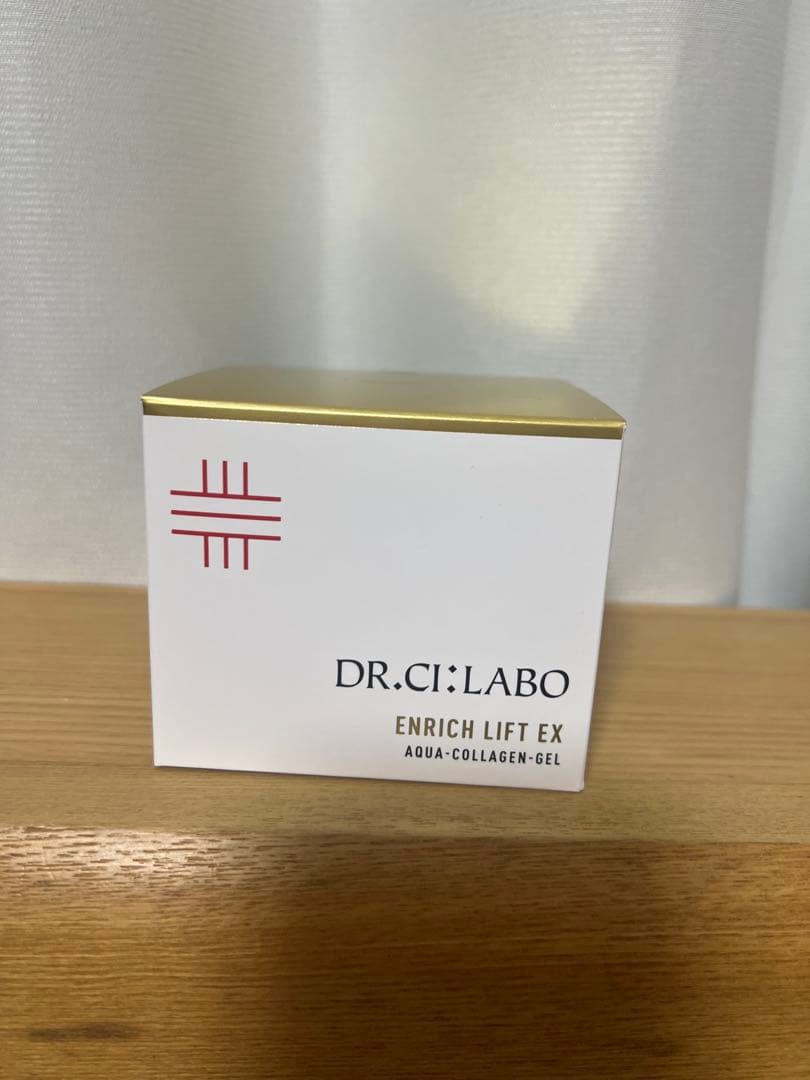 DR.CI:LABO
ENRICH LIFT EX
AQUA-COLLAGEN-GEL